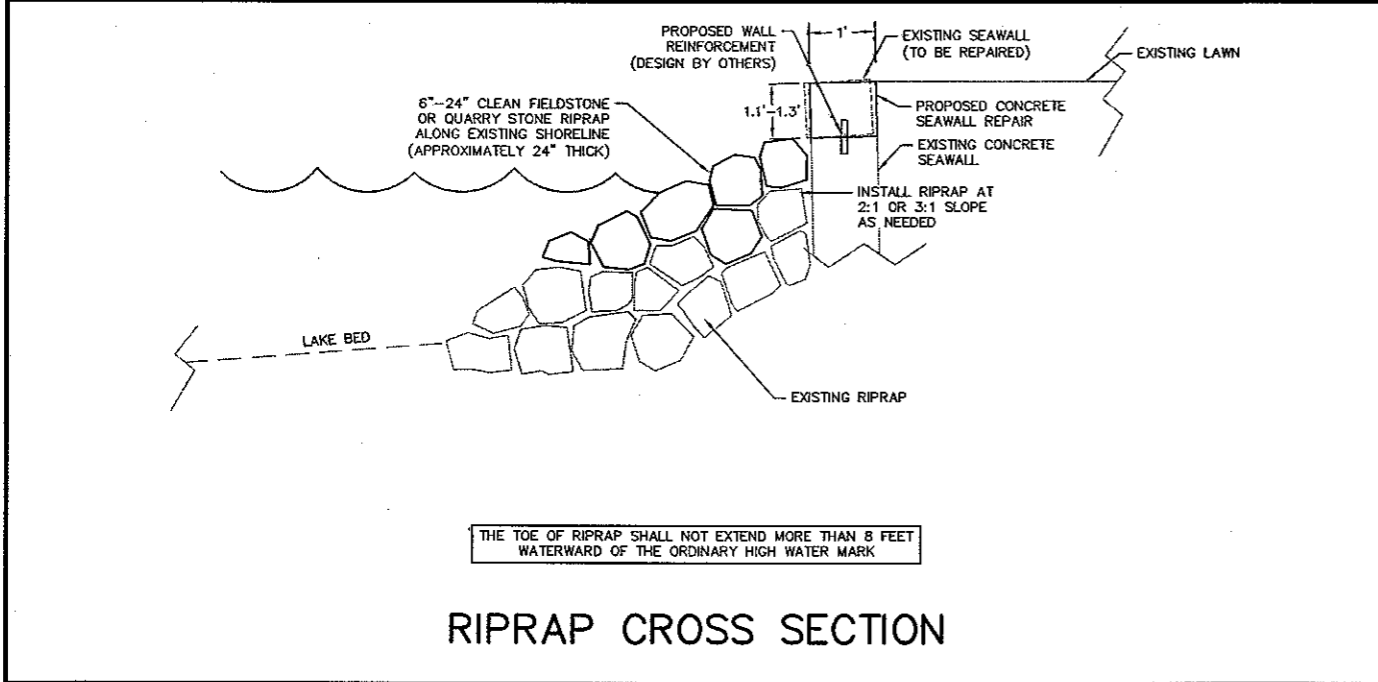 PROPOSED WALL
REINFORCEMENT
(DESIGN BY OTHERS)
1'
EXISTING SEAWALL
(TO BE REPAIRED)
EXISTING LAWN
6"-24" CLEAN FIELDSTONE
OR QUARRY STONE RIPRAP
ALONG EXISTING SHORELINE
(APPROXIMATELY 24" THICK)
1.1'-1.3'
PROPOSED CONCRETE
SEAWALL REPAIR
EXISTING CONCRETE
SEAWALL
INSTALL RIPRAP AT
2:1 OR 3:1 SLOPE
AS NEEDED
LAKE BED
EXISTING RIPRAP
THE TOE OF RIPRAP SHALL NOT EXTEND MORE THAN 8 FEET
WATERWARD OF THE ORDINARY HIGH WATER MARK
RIPRAP CROSS SECTION